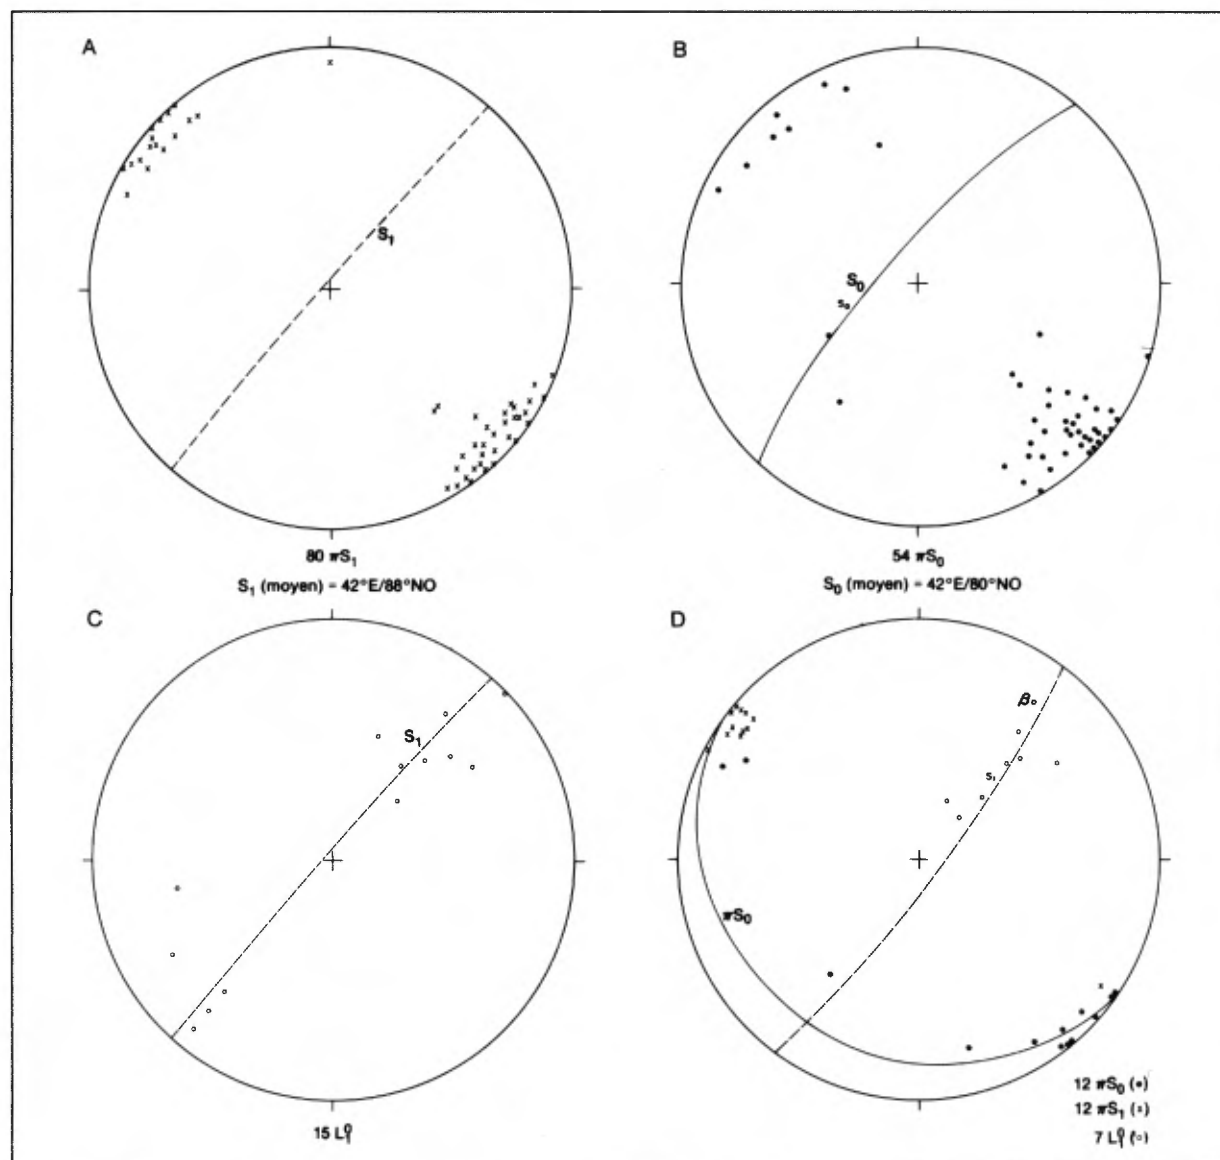 A
B
S₁
S₀
S₀
80 πS₁
54 πS₀
S₁ (moyen) = 42°E/88°NO
S₀ (moyen) = 42°E/80°NO
C
D
S₁
β
S₁
πS₀
15 L⁰₁
12 πS₀ (•)
12 πS₁ (x)
7 L⁰₁ (○)